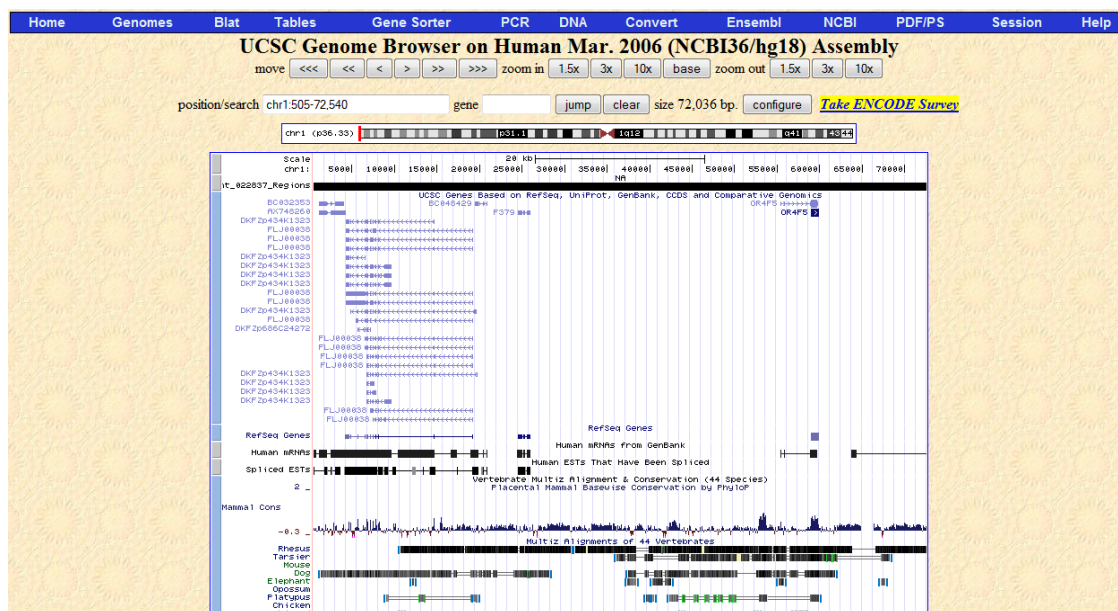 Home Genomes Blat Tables Gene Sorter PCR DNA Convert Ensembl NCBI PDF/PS Session Help
UCSC Genome Browser on Human Mar. 2006 (NCBI36/hg18) Assembly
move <<< << < > >> >>> zoom in 1.5x 3x 10x base zoom out 1.5x 3x 10x
position/search chr1:505-72,540 gene jump clear size 72,036 bp. configure Take ENCODE Survey
chr1 (p36.33) p31.1 1q12 q41 43 44
Scale 20 kb
chr1: 5000 10000 15000 20000 25000 30000 35000 40000 45000 50000 55000 60000 65000 70000
NA
nt_022837_Regions
UCSC Genes Based on RefSeq, UniProt, GenBank, CCDS and Comparative Genomics
BC032353 BC048429 OR4F5
AX748260 F379 OR4F5
DKFZp434K1323
FLJ00038
FLJ00038
FLJ00038
DKFZp434K1323
DKFZp434K1323
DKFZp434K1323
DKFZp434K1323
FLJ00038
FLJ00038
DKFZp434K1323
FLJ00038
DKFZp686C24272
FLJ00038
FLJ00038
FLJ00038
FLJ00038
DKFZp434K1323
DKFZp434K1323
DKFZp434K1323
DKFZp434K1323
FLJ00038
FLJ00038
RefSeq Genes
RefSeq Genes
Human mRNAs from GenBank
Human mRNAs
Human ESTs That Have Been Spliced
Spliced ESTs
Vertebrate Multiz Alignment & Conservation (44 Species)
Placental Mammal Basewise Conservation by PhyloP
2 _
Mammal Cons
-0.3 _
Multiz Alignments of 44 Vertebrates
Rhesus
Tarsier
Mouse
Dog
Elephant
Opossum
Platypus
Chicken